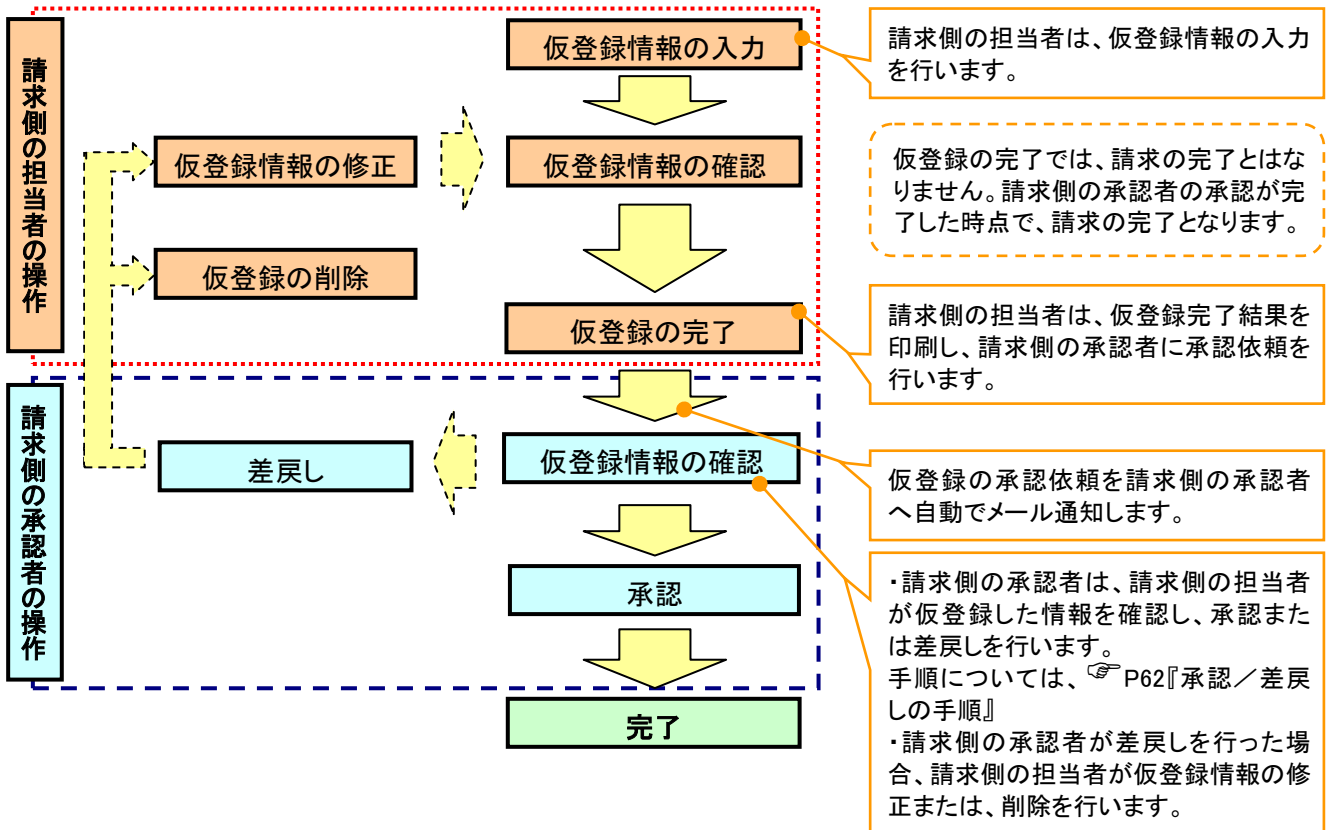 請求側の担当者の操作
仮登録情報の入力
仮登録情報の修正
仮登録情報の確認
仮登録の削除
仮登録の完了
請求側の承認者の操作
差戻し
仮登録情報の確認
承認
完了
請求側の担当者は、仮登録情報の入力
を行います。
仮登録の完了では、請求の完了とはな
りません。請求側の承認者の承認が完
了した時点で、請求の完了となります。
請求側の担当者は、仮登録完了結果を
印刷し、請求側の承認者に承認依頼を
行います。
仮登録の承認依頼を請求側の承認者
へ自動でメール通知します。
・請求側の承認者は、請求側の担当者
が仮登録した情報を確認し、承認また
は差戻しを行います。
手順については、☞P62『承認／差戻
しの手順』
・請求側の承認者が差戻しを行った場
合、請求側の担当者が仮登録情報の修
正または、削除を行います。